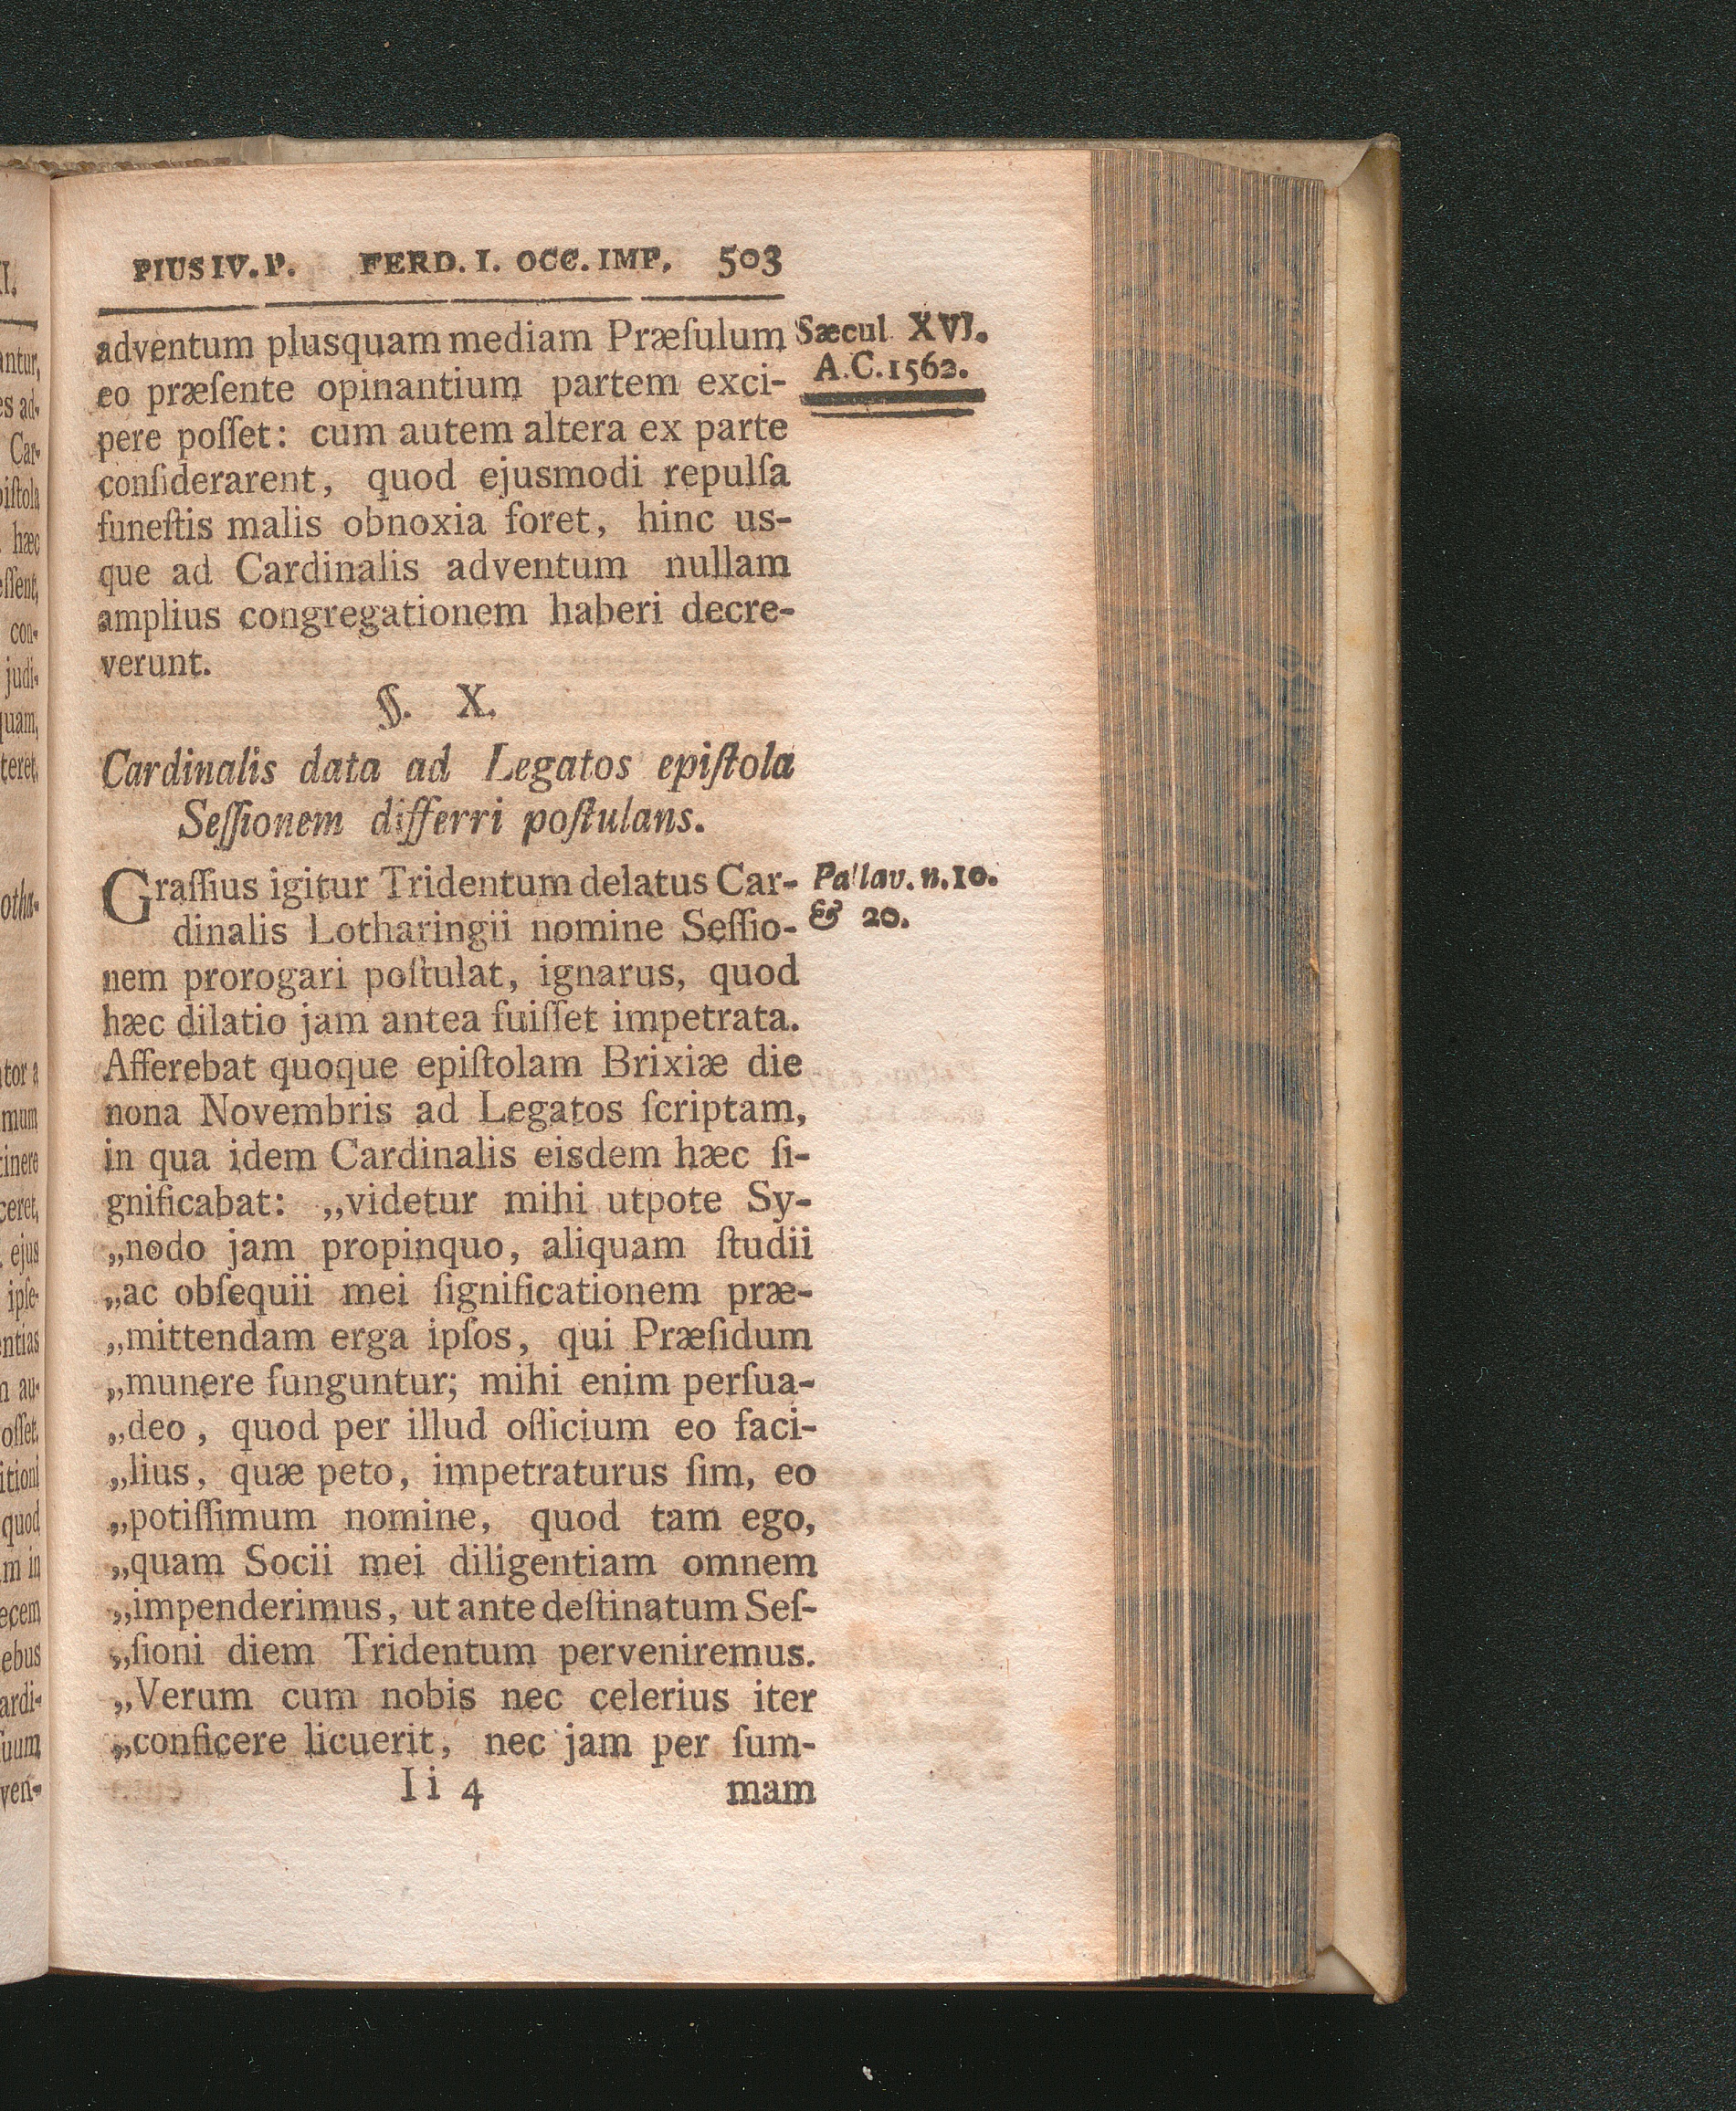 PIUS IV. P. FERD. I. OCC. IMP. 503
adventum plusquam mediam Præſulum
eo præſente opinantium partem exci-
pere poſſet: cum autem altera ex parte
conſiderarent, quod ejusmodi repulſa
funeſtis malis obnoxia foret, hinc us-
que ad Cardinalis adventum nullam
amplius congregationem haberi decre-
verunt.
Sæcul XVI.
A.C. 1562.
§. X.
Cardinalis data ad Legatos epiſtola
Seſſionem differri poſtulans.
Graſſius igitur Tridentum delatus Car-
dinalis Lotharingii nomine Seſſio-
nem prorogari poſtulat, ignarus, quod
hæc dilatio jam antea fuiſſet impetrata.
Afferebat quoque epiſtolam Brixiæ die
nona Novembris ad Legatos ſcriptam,
in qua idem Cardinalis eisdem hæc ſi-
gnificabat: „videtur mihi utpote Sy-
„nodo jam propinquo, aliquam ſtudii
„ac obſequii mei ſignificationem præ-
„mittendam erga ipſos, qui Præſidum
„munere funguntur; mihi enim perſua-
„deo, quod per illud officium eo faci-
„lius, quæ peto, impetraturus ſim, eo
„potiſſimum nomine, quod tam ego,
„quam Socii mei diligentiam omnem
„impenderimus, ut ante deſtinatum Seſ-
„ſioni diem Tridentum perveniremus.
„Verum cum nobis nec celerius iter
„conficere licuerit, nec jam per ſum-
Pallav. n. 10.
& 20.
Ii 4 mam